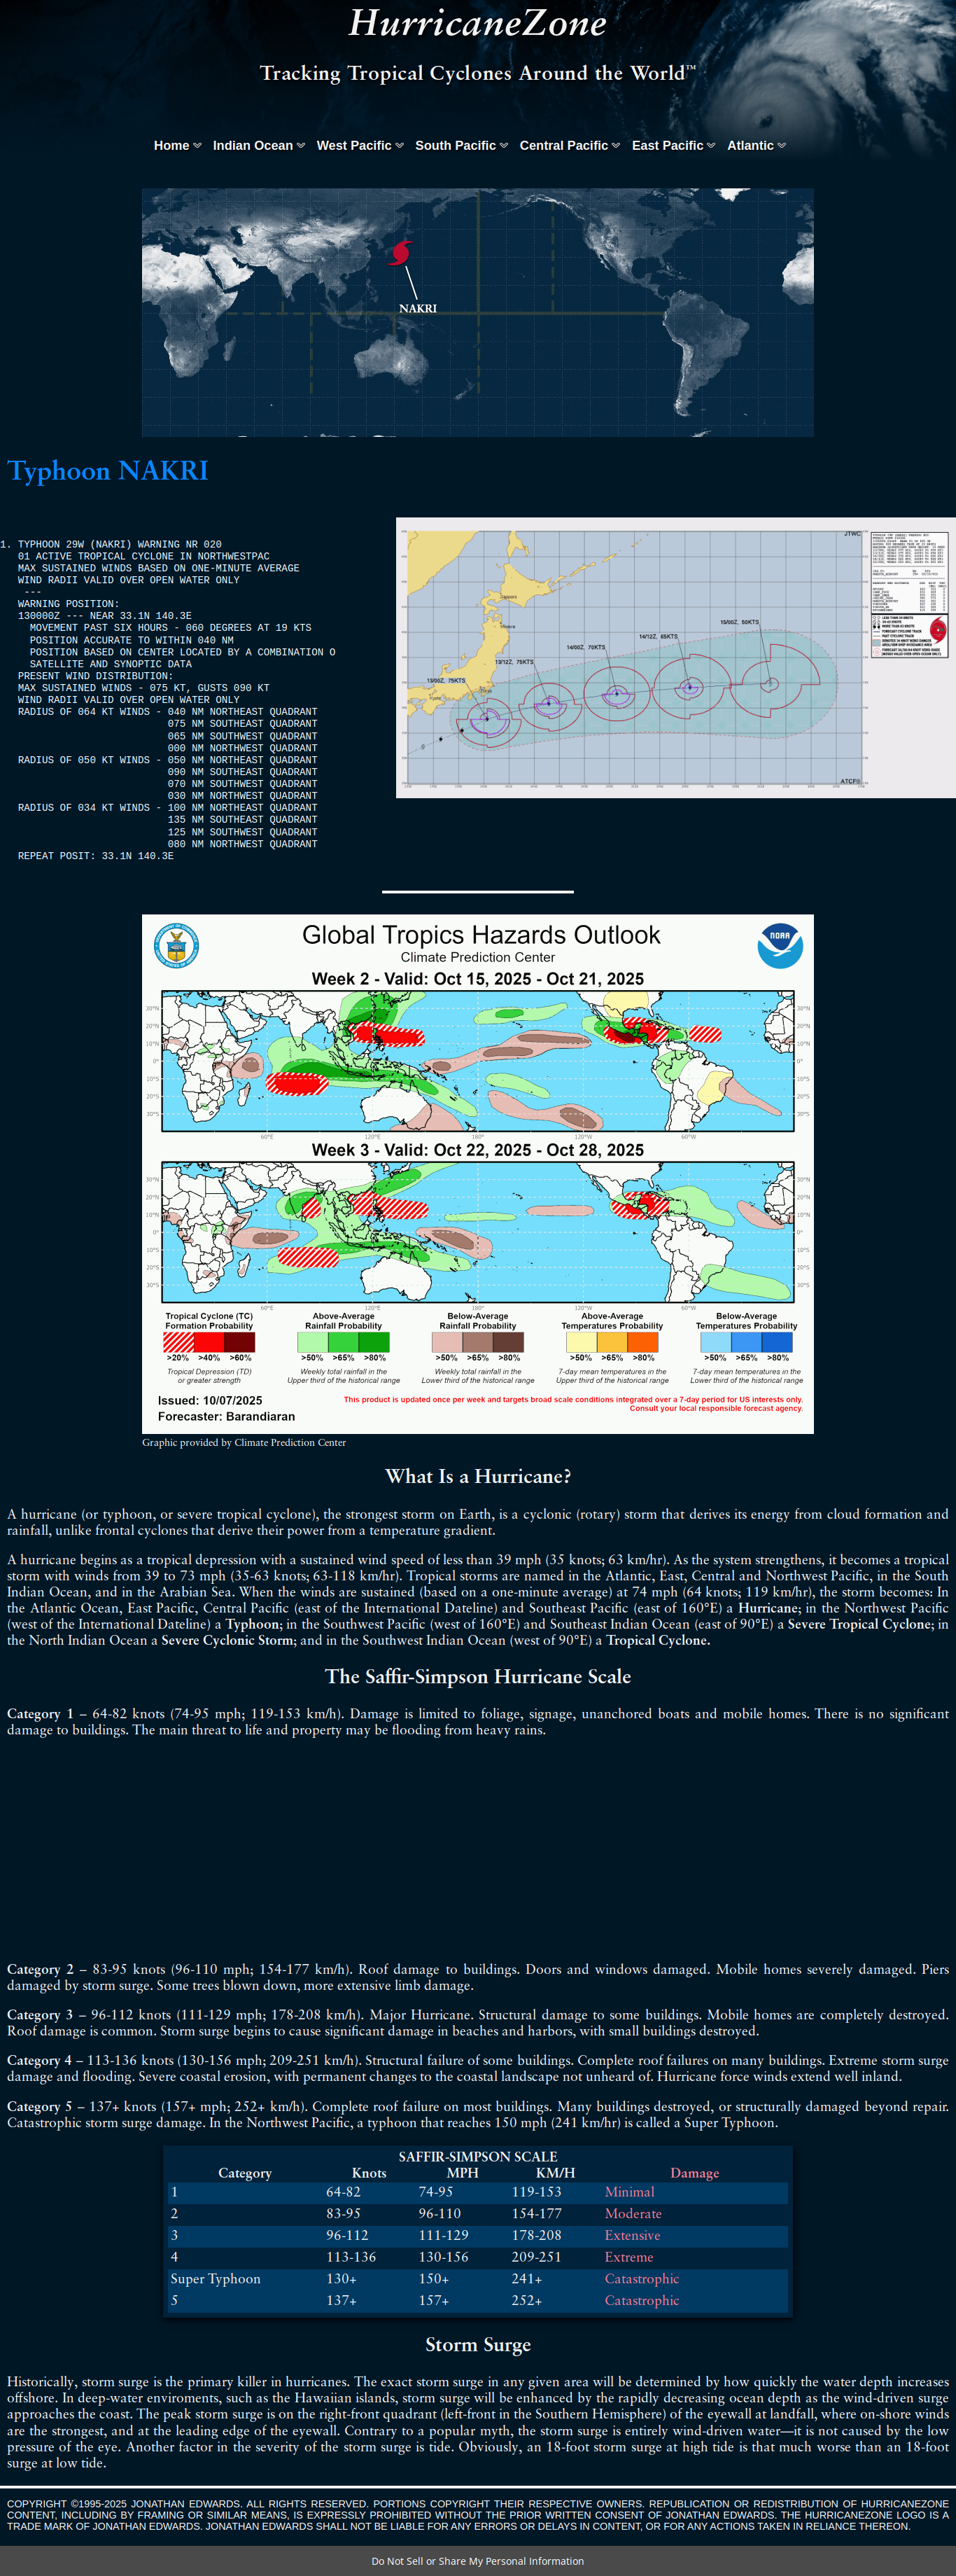 HurricaneZone
Tracking Tropical Cyclones Around the World™
Home Indian Ocean West Pacific South Pacific Central Pacific East Pacific Atlantic
NAKRI
Typhoon NAKRI
1. TYPHOON 29W (NAKRI) WARNING NR 020
01 ACTIVE TROPICAL CYCLONE IN NORTHWESTPAC
MAX SUSTAINED WINDS BASED ON ONE-MINUTE AVERAGE
WIND RADII VALID OVER OPEN WATER ONLY
---
WARNING POSITION:
130000Z --- NEAR 33.1N 140.3E
MOVEMENT PAST SIX HOURS - 060 DEGREES AT 19 KTS
POSITION ACCURATE TO WITHIN 040 NM
POSITION BASED ON CENTER LOCATED BY A COMBINATION O
SATELLITE AND SYNOPTIC DATA
PRESENT WIND DISTRIBUTION:
MAX SUSTAINED WINDS - 075 KT, GUSTS 090 KT
WIND RADII VALID OVER OPEN WATER ONLY
RADIUS OF 064 KT WINDS - 040 NM NORTHEAST QUADRANT
075 NM SOUTHEAST QUADRANT
065 NM SOUTHWEST QUADRANT
000 NM NORTHWEST QUADRANT
RADIUS OF 050 KT WINDS - 050 NM NORTHEAST QUADRANT
090 NM SOUTHEAST QUADRANT
070 NM SOUTHWEST QUADRANT
030 NM NORTHWEST QUADRANT
RADIUS OF 034 KT WINDS - 100 NM NORTHEAST QUADRANT
135 NM SOUTHEAST QUADRANT
125 NM SOUTHWEST QUADRANT
080 NM NORTHWEST QUADRANT
REPEAT POSIT: 33.1N 140.3E
JTWC
15/00Z, 50KTS
14/12Z, 65KTS
14/00Z, 70KTS
13/12Z, 75KTS
13/00Z, 75KTS
ATCF®
Global Tropics Hazards Outlook
Climate Prediction Center
NOAA
Week 2 - Valid: Oct 15, 2025 - Oct 21, 2025
30°N 30°N
20°N 20°N
10°N 10°N
0° 0°
10°S 10°S
20°S 20°S
30°S 30°S
60°E 120°E 180° 120°W 60°W
Week 3 - Valid: Oct 22, 2025 - Oct 28, 2025
30°N 30°N
20°N 20°N
10°N 10°N
0° 0°
10°S 10°S
20°S 20°S
30°S 30°S
60°E 120°E 180° 120°W 60°W
Tropical Cyclone (TC) Above-Average Below-Average Above-Average Below-Average
Formation Probability Rainfall Probability Rainfall Probability Temperatures Probability Temperatures Probability
>20% >40% >60% >50% >65% >80% >50% >65% >80% >50% >65% >80% >50% >65% >80%
Tropical Depression (TD) Weekly total rainfall in the Weekly total rainfall in the 7-day mean temperatures in the 7-day mean temperatures in the
or greater strength Upper third of the historical range Lower third of the historical range Upper third of the historical range Lower third of the historical range
Issued: 10/07/2025
Forecaster: Barandiaran
This product is updated once per week and targets broad scale conditions integrated over a 7-day period for US interests only.
Consult your local responsible forecast agency.
Graphic provided by Climate Prediction Center
What Is a Hurricane?
A hurricane (or typhoon, or severe tropical cyclone), the strongest storm on Earth, is a cyclonic (rotary) storm that derives its energy from cloud formation and
rainfall, unlike frontal cyclones that derive their power from a temperature gradient.
A hurricane begins as a tropical depression with a sustained wind speed of less than 39 mph (35 knots; 63 km/hr). As the system strengthens, it becomes a tropical
storm with winds from 39 to 73 mph (35-63 knots; 63-118 km/hr). Tropical storms are named in the Atlantic, East, Central and Northwest Pacific, in the South
Indian Ocean, and in the Arabian Sea. When the winds are sustained (based on a one-minute average) at 74 mph (64 knots; 119 km/hr), the storm becomes: In
the Atlantic Ocean, East Pacific, Central Pacific (east of the International Dateline) and Southeast Pacific (east of 160°E) a Hurricane; in the Northwest Pacific
(west of the International Dateline) a Typhoon; in the Southwest Pacific (west of 160°E) and Southeast Indian Ocean (east of 90°E) a Severe Tropical Cyclone; in
the North Indian Ocean a Severe Cyclonic Storm; and in the Southwest Indian Ocean (west of 90°E) a Tropical Cyclone.
The Saffir-Simpson Hurricane Scale
Category 1 – 64-82 knots (74-95 mph; 119-153 km/h). Damage is limited to foliage, signage, unanchored boats and mobile homes. There is no significant
damage to buildings. The main threat to life and property may be flooding from heavy rains.
Category 2 – 83-95 knots (96-110 mph; 154-177 km/h). Roof damage to buildings. Doors and windows damaged. Mobile homes severely damaged. Piers
damaged by storm surge. Some trees blown down, more extensive limb damage.
Category 3 – 96-112 knots (111-129 mph; 178-208 km/h). Major Hurricane. Structural damage to some buildings. Mobile homes are completely destroyed.
Roof damage is common. Storm surge begins to cause significant damage in beaches and harbors, with small buildings destroyed.
Category 4 – 113-136 knots (130-156 mph; 209-251 km/h). Structural failure of some buildings. Complete roof failures on many buildings. Extreme storm surge
damage and flooding. Severe coastal erosion, with permanent changes to the coastal landscape not unheard of. Hurricane force winds extend well inland.
Category 5 – 137+ knots (157+ mph; 252+ km/h). Complete roof failure on most buildings. Many buildings destroyed, or structurally damaged beyond repair.
Catastrophic storm surge damage. In the Northwest Pacific, a typhoon that reaches 150 mph (241 km/hr) is called a Super Typhoon.
SAFFIR-SIMPSON SCALE
Category Knots MPH KM/H Damage
1 64-82 74-95 119-153 Minimal
2 83-95 96-110 154-177 Moderate
3 96-112 111-129 178-208 Extensive
4 113-136 130-156 209-251 Extreme
Super Typhoon 130+ 150+ 241+ Catastrophic
5 137+ 157+ 252+ Catastrophic
Storm Surge
Historically, storm surge is the primary killer in hurricanes. The exact storm surge in any given area will be determined by how quickly the water depth increases
offshore. In deep-water enviroments, such as the Hawaiian islands, storm surge will be enhanced by the rapidly decreasing ocean depth as the wind-driven surge
approaches the coast. The peak storm surge is on the right-front quadrant (left-front in the Southern Hemisphere) of the eyewall at landfall, where on-shore winds
are the strongest, and at the leading edge of the eyewall. Contrary to a popular myth, the storm surge is entirely wind-driven water—it is not caused by the low
pressure of the eye. Another factor in the severity of the storm surge is tide. Obviously, an 18-foot storm surge at high tide is that much worse than an 18-foot
surge at low tide.
COPYRIGHT ©1995-2025 JONATHAN EDWARDS. ALL RIGHTS RESERVED. PORTIONS COPYRIGHT THEIR RESPECTIVE OWNERS. REPUBLICATION OR REDISTRIBUTION OF HURRICANEZONE
CONTENT, INCLUDING BY FRAMING OR SIMILAR MEANS, IS EXPRESSLY PROHIBITED WITHOUT THE PRIOR WRITTEN CONSENT OF JONATHAN EDWARDS. THE HURRICANEZONE LOGO IS A
TRADE MARK OF JONATHAN EDWARDS. JONATHAN EDWARDS SHALL NOT BE LIABLE FOR ANY ERRORS OR DELAYS IN CONTENT, OR FOR ANY ACTIONS TAKEN IN RELIANCE THEREON.
Do Not Sell or Share My Personal Information